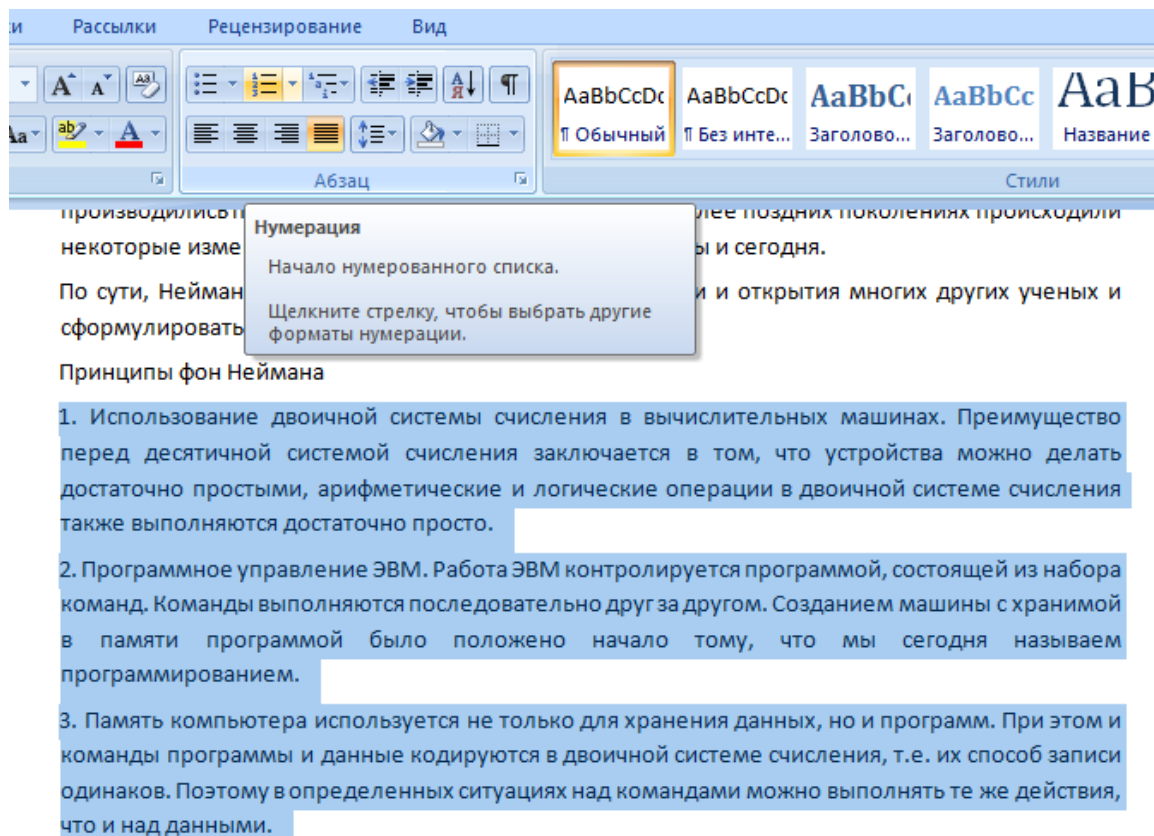 Рассылки Рецензирование Вид
Aa
ab
A
AaBbCcDc AaBbCcDc AaBbC AaBbCc AaB
¶ Обычный ¶ Без инте... Заголово... Заголово... Название
Абзац Стили
некоторые ы и сегодня.
Нумерация
Начало нумерованного списка.
Щелкните стрелку, чтобы выбрать другие
форматы нумерации.
поздних поколениях происходили
По сути, Нейман и открытия многих других ученых и
сформулировать
Принципы фон Неймана
1. Использование двоичной системы счисления в вычислительных машинах. Преимущество
перед десятичной системой счисления заключается в том, что устройства можно делать
достаточно простыми, арифметические и логические операции в двоичной системе счисления
также выполняются достаточно просто.
2. Программное управление ЭВМ. Работа ЭВМ контролируется программой, состоящей из набора
команд. Команды выполняются последовательно друг за другом. Созданием машины с хранимой
в памяти программой было положено начало тому, что мы сегодня называем
программированием.
3. Память компьютера используется не только для хранения данных, но и программ. При этом и
команды программы и данные кодируются в двоичной системе счисления, т.е. их способ записи
одинаков. Поэтому в определенных ситуациях над командами можно выполнять те же действия,
что и над данными.